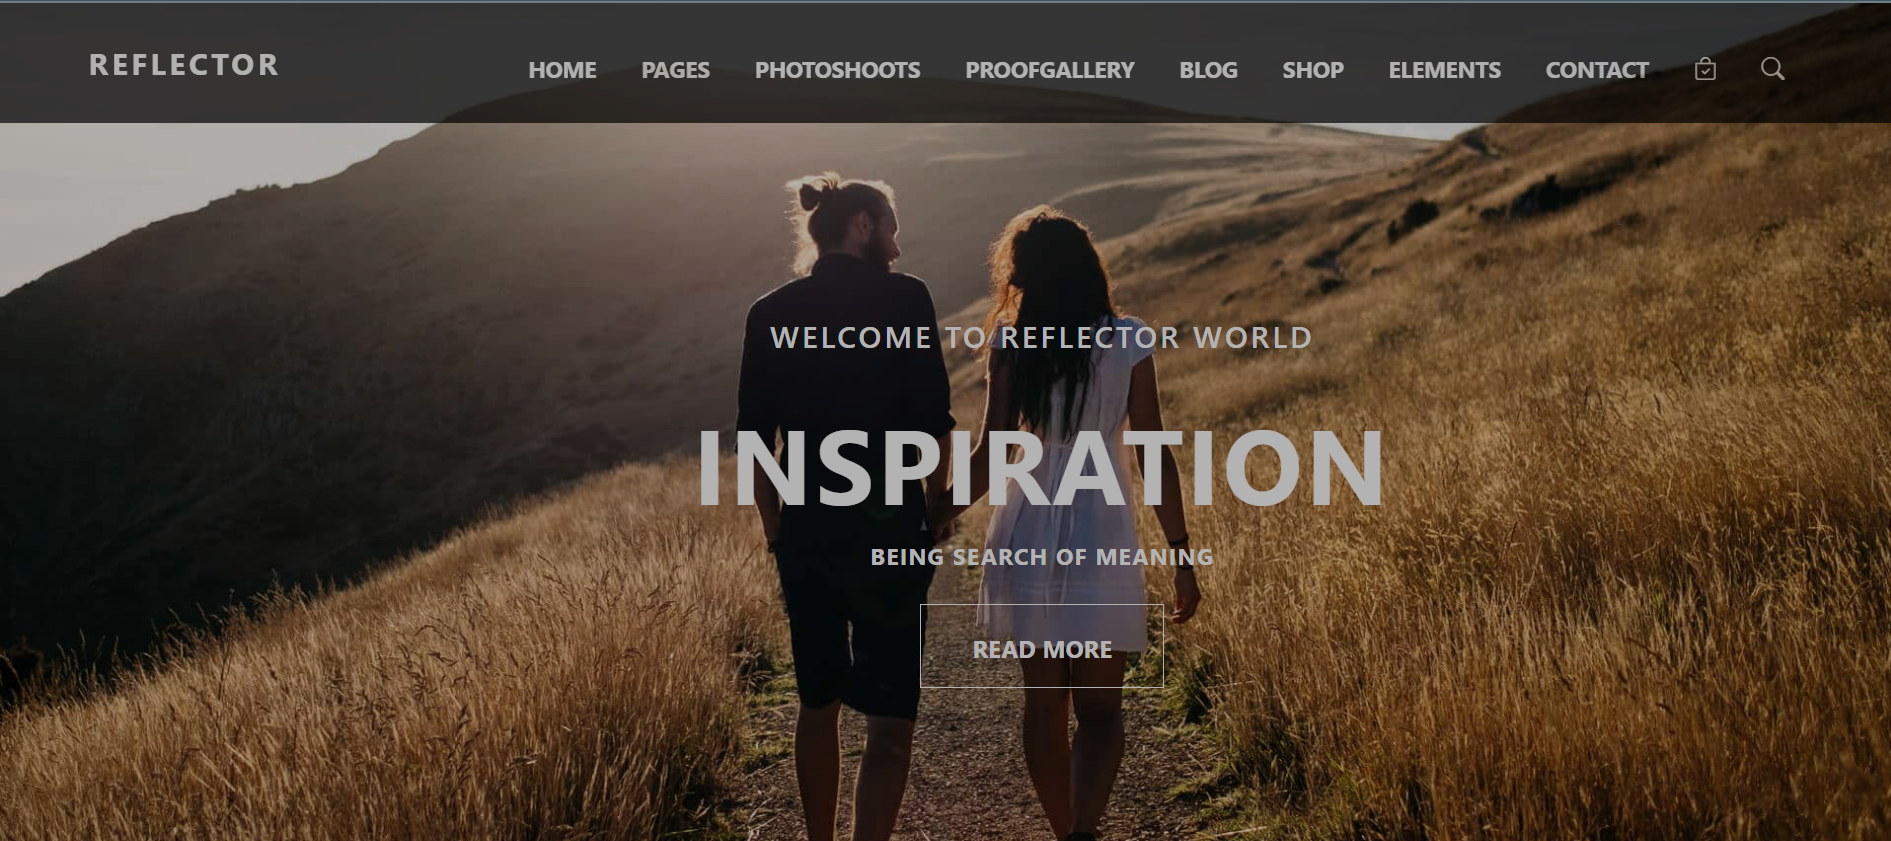 REFLECTOR
HOME PAGES PHOTOSHOOTS PROOFGALLERY BLOG SHOP ELEMENTS CONTACT
WELCOME TO REFLECTOR WORLD
INSPIRATION
BEING SEARCH OF MEANING
READ MORE